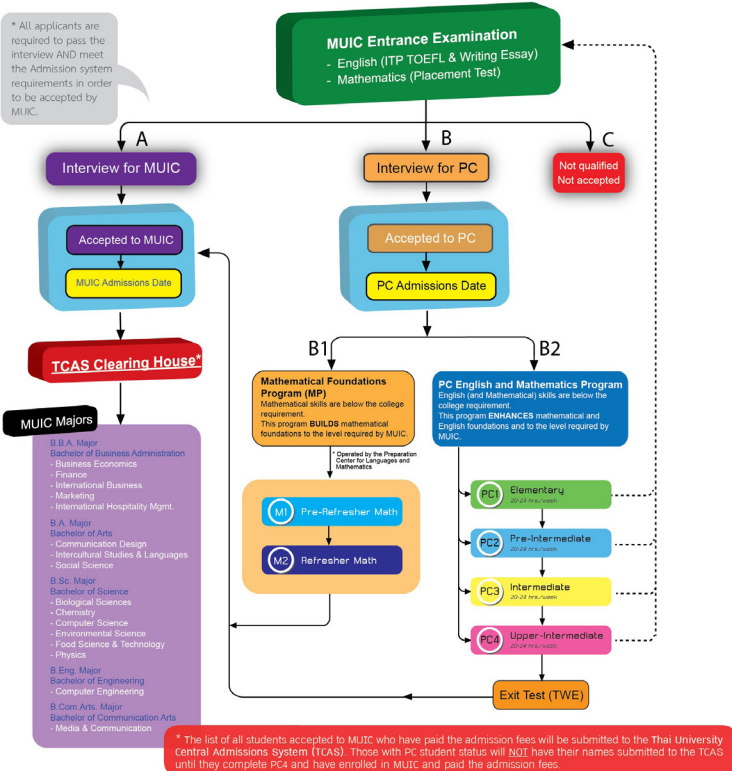 * All applicants
are required to pass the
interview AND meet
the Admission system
requirements in order
to be accepted by
MUIC.
MUIC Entrance Examination
- English (ITP TOEFL & Writing Essay)
- Mathematics (Placement Test)
A
B
C
Interview for MUIC
Interview for PC
Not qualified
Not accepted
Accepted to MUIC
MUIC Admissions Date
Accepted to PC
PC Admissions Date
TCAS Clearing House*
B1
B2
Mathematical Foundations
Program (MP)
Mathematical skills are below the college
requirement.
This program BUILDS mathematical
foundations to the level required by MUIC.
PC English and Mathematics Program
English (and Mathematical) skills are below the
college requirement.
This program ENHANCES mathematical and
English foundations and to the level required by
MUIC.
* Operated by the Preparation
Center for Languages and
Mathematics
M1 Pre-Refresher Math
M2 Refresher Math
PC1 Elementary
20-24 hrs./week
PC2 Pre-Intermediate
20-24 hrs./week
PC3 Intermediate
20-24 hrs./week
PC4 Upper-Intermediate
20-24 hrs./week
Exit Test (TWE)
MUIC Majors
B.B.A. Major
Bachelor of Business Administration
- Business Economics
- Finance
- International Business
- Marketing
- International Hospitality Mgmt.
B.A. Major
Bachelor of Arts
- Communication Design
- Intercultural Studies & Languages
- Social Science
B.Sc. Major
Bachelor of Science
- Biological Sciences
- Chemistry
- Computer Science
- Environmental Science
- Food Science & Technology
- Physics
B.Eng. Major
Bachelor of Engineering
- Computer Engineering
B.Com.Arts. Major
Bachelor of Communication Arts
- Media & Communication
* The list of all students accepted to MUIC who have paid the admission fees will be submitted to the Thai University
Central Admissions System (TCAS). Those with PC student status will NOT have their names submitted to the TCAS
until they complete PC4 and have enrolled in MUIC and paid the admission fees.